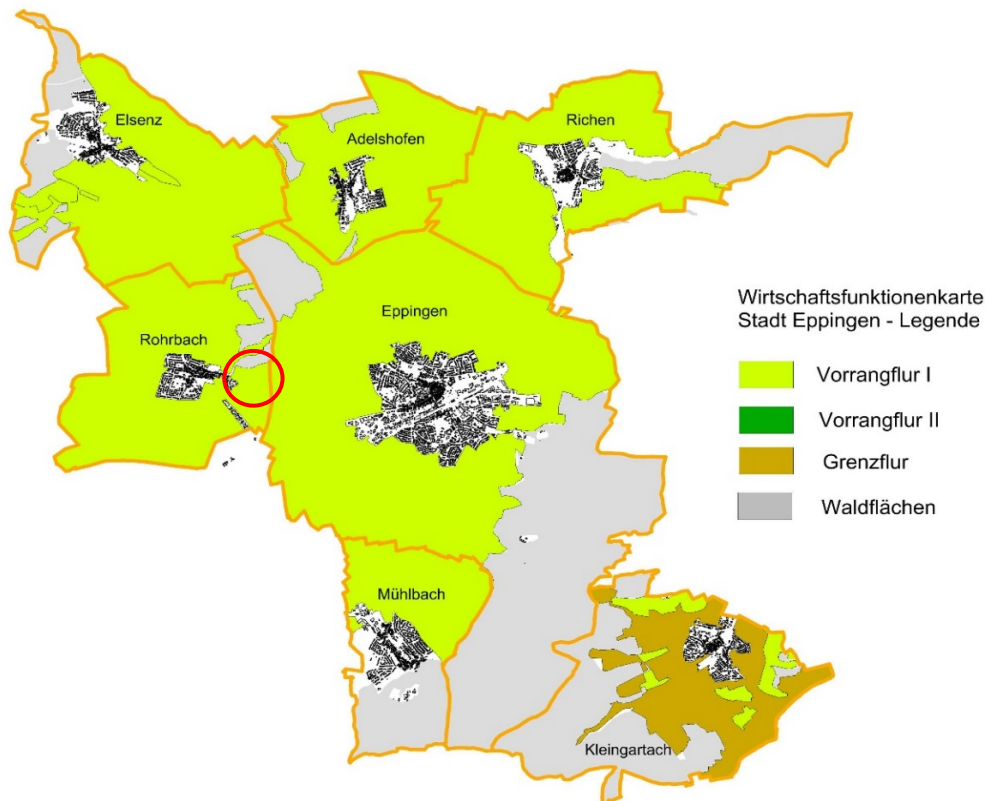 Elsenz
Adelshofen
Richen
Eppingen
Rohrbach
Wirtschaftsfunktionenkarte
Stadt Eppingen - Legende
Vorrangflur I
Vorrangflur II
Grenzflur
Waldflächen
Mühlbach
Kleingartach